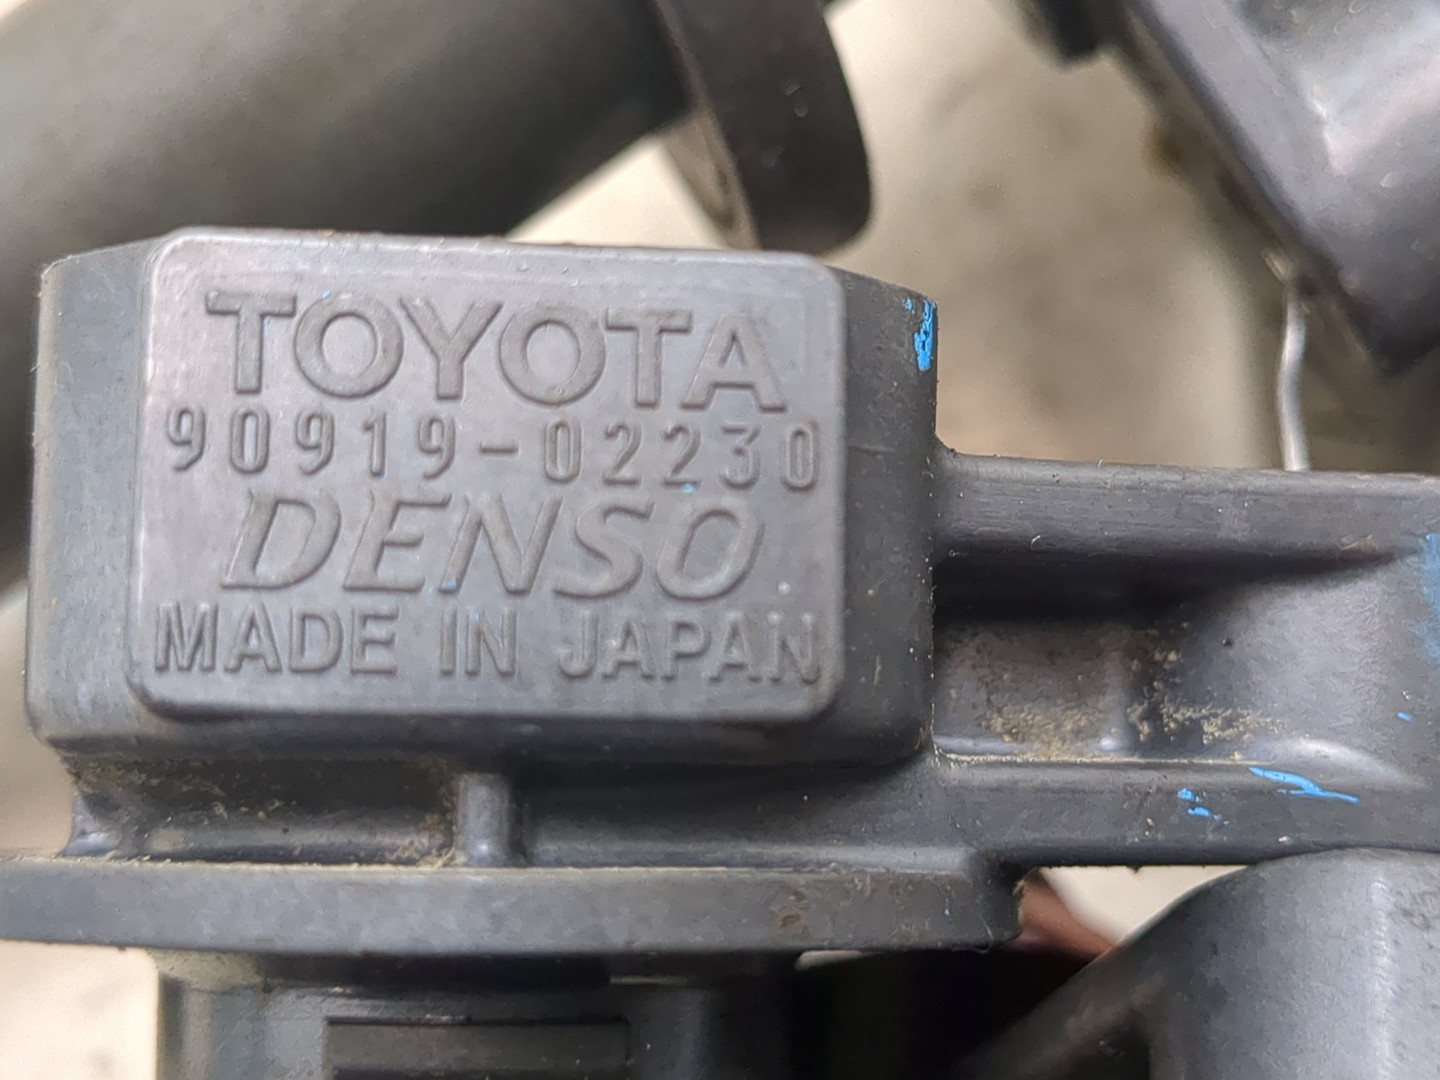 TOYOTA
90919-02230
DENSO
MADE IN JAPAN